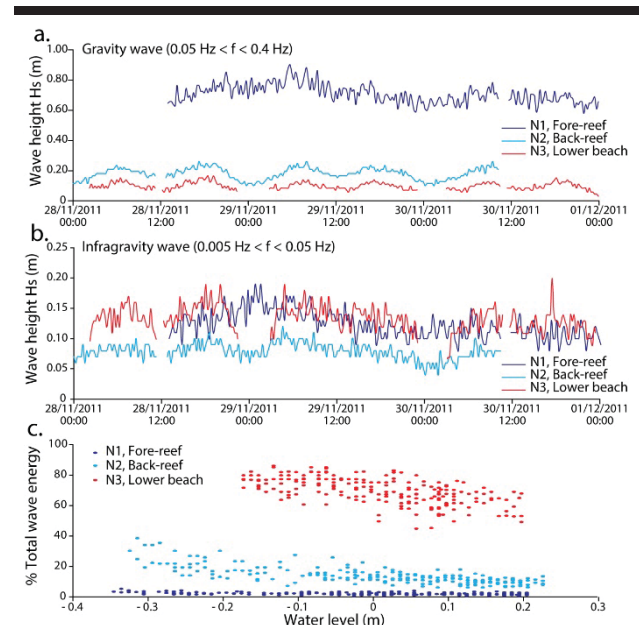 a.
Gravity wave (0.05 Hz < f < 0.4 Hz)
Wave height Hs (m)
1.00
0.80
0.60
0.40
0.20
0
N1, Fore-reef
N2, Back-reef
N3, Lower beach
28/11/2011 28/11/2011 29/11/2011 29/11/2011 30/11/2011 30/11/2011 01/12/2011
00:00 12:00 00:00 12:00 00:00 12:00 00:00
b.
Infragravity wave (0.005 Hz < f < 0.05 Hz)
Wave height Hs (m)
0.25
0.20
0.15
0.10
0.05
0
N1, Fore-reef
N2, Back-reef
N3, Lower beach
28/11/2011 28/11/2011 29/11/2011 29/11/2011 30/11/2011 30/11/2011 01/12/2011
00:00 12:00 00:00 12:00 00:00 12:00 00:00
c.
% Total wave energy
100
80
60
40
20
0
N1, Fore-reef
N2, Back-reef
N3, Lower beach
-0.4 -0.3 -0.2 -0.1 0 0.1 0.2 0.3
Water level (m)